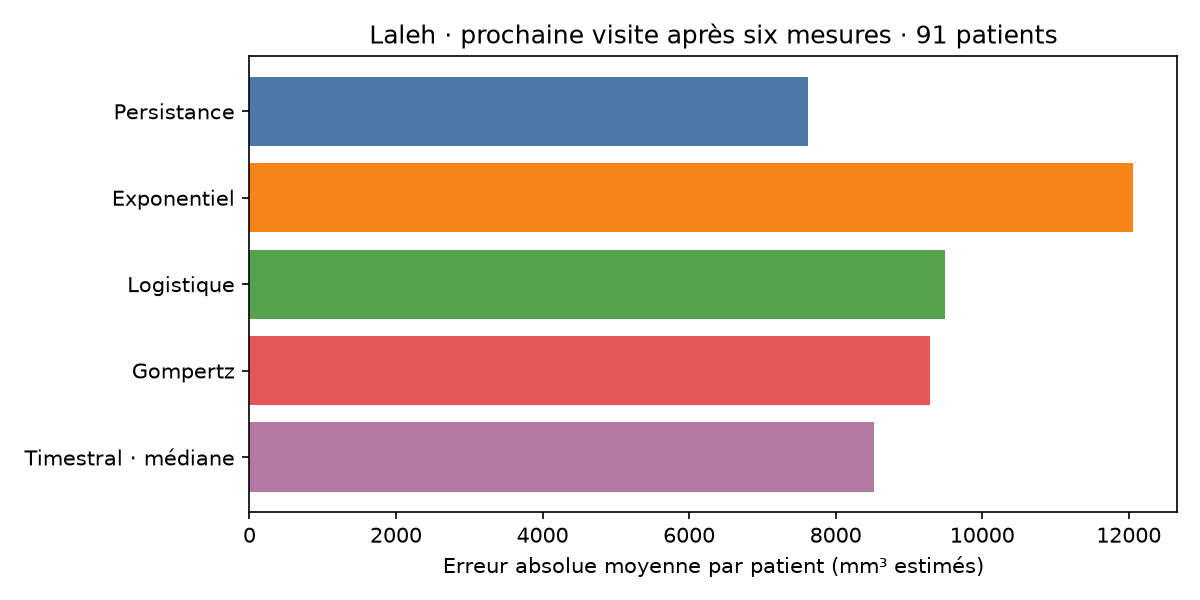 Laleh · prochaine visite après six mesures · 91 patients
Persistance
Exponentiel
Logistique
Gompertz
Timestral · médiane
0 2000 4000 6000 8000 10000 12000
Erreur absolue moyenne par patient (mm³ estimés)